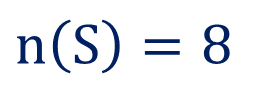 n(S) = 8